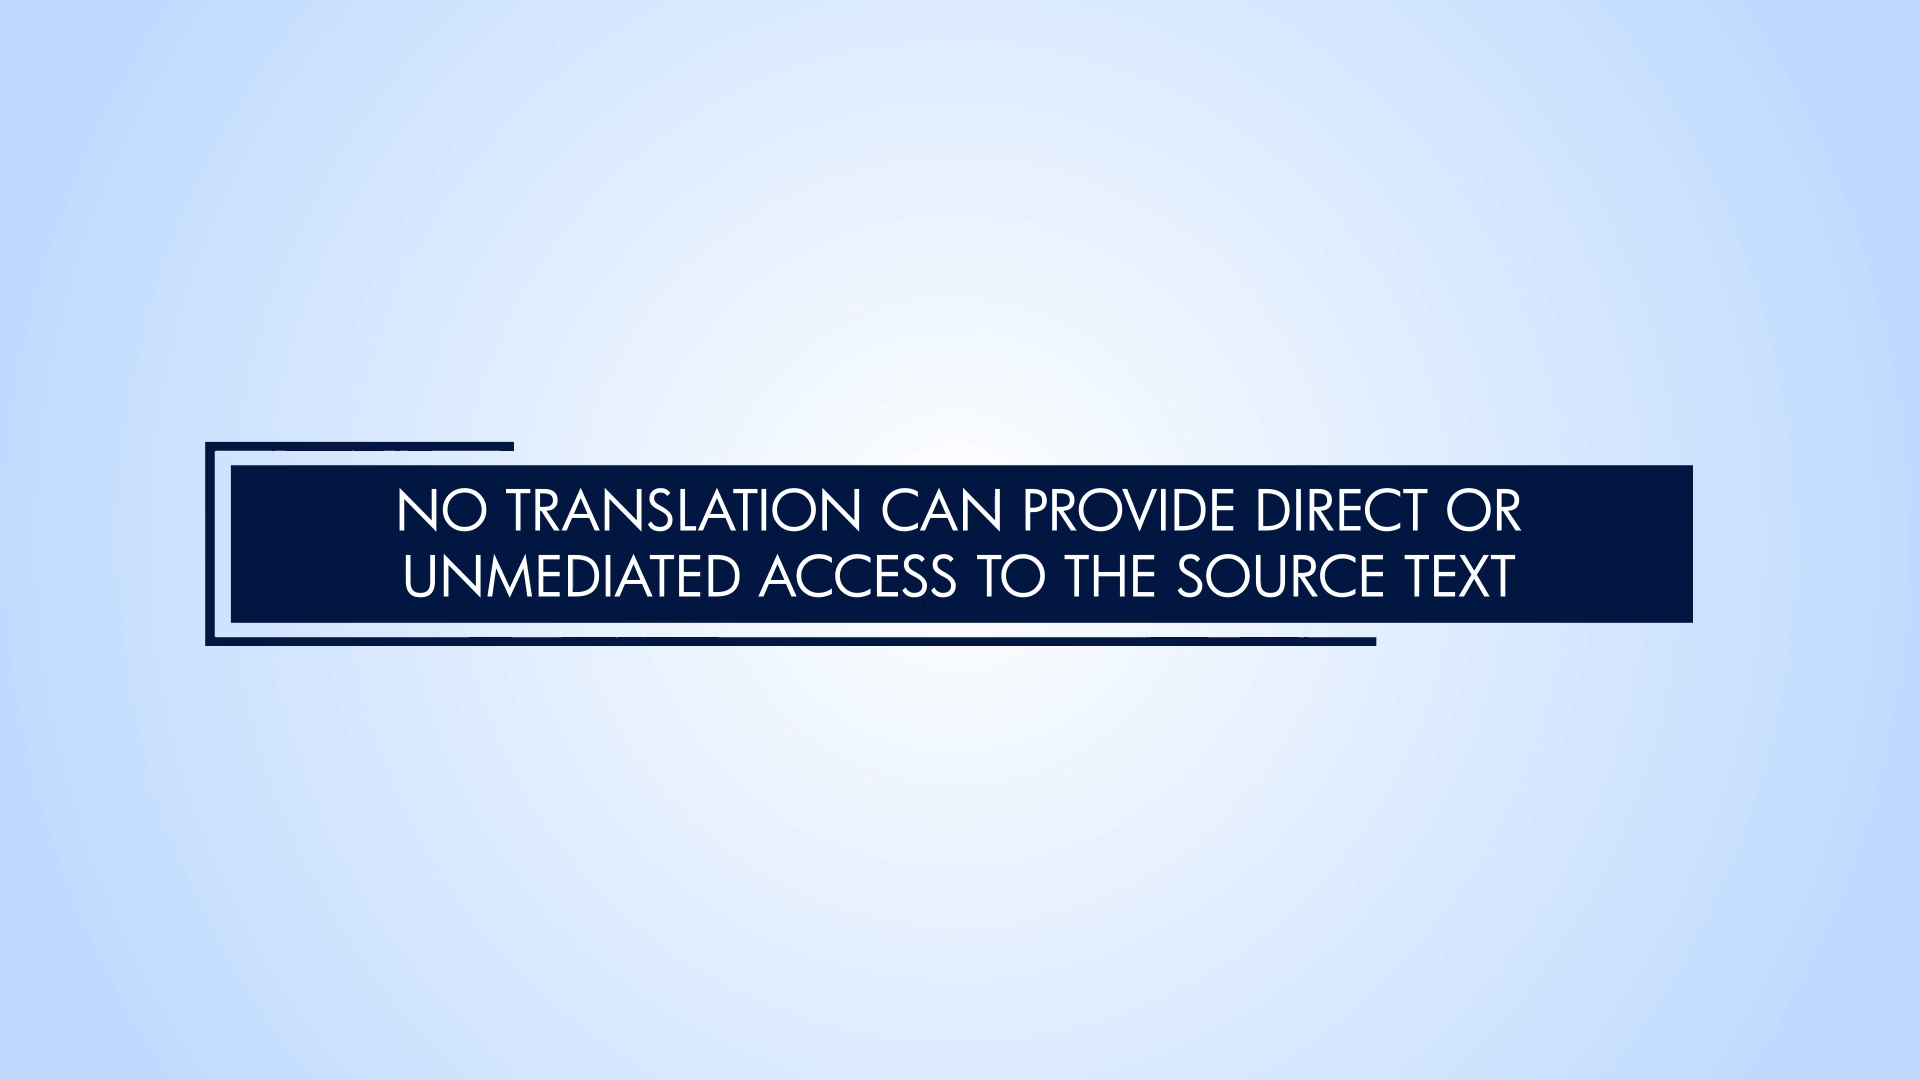 NO TRANSLATION CAN PROVIDE DIRECT OR
UNMEDIATED ACCESS TO THE SOURCE TEXT